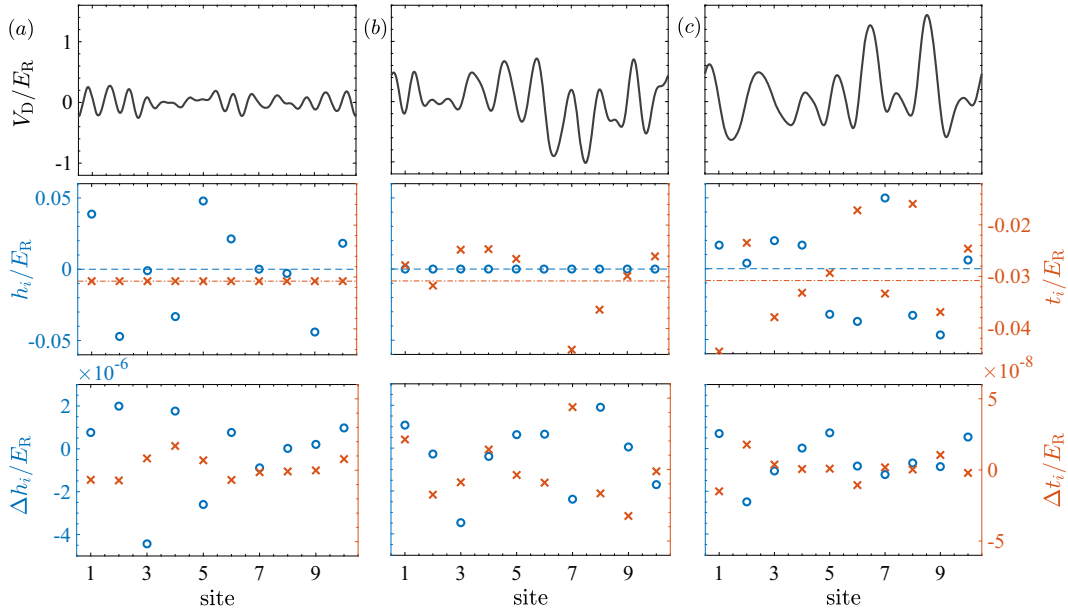 (a) (b) (c)
V_D/E_R
1
0
-1
h_i/E_R
0.05
0
-0.05
t_i/E_R
-0.02
-0.03
-0.04
×10^-6
×10^-8
Δh_i/E_R
2
0
-2
-4
Δt_i/E_R
5
0
-5
1 3 5 7 9 1 3 5 7 9 1 3 5 7 9
site site site